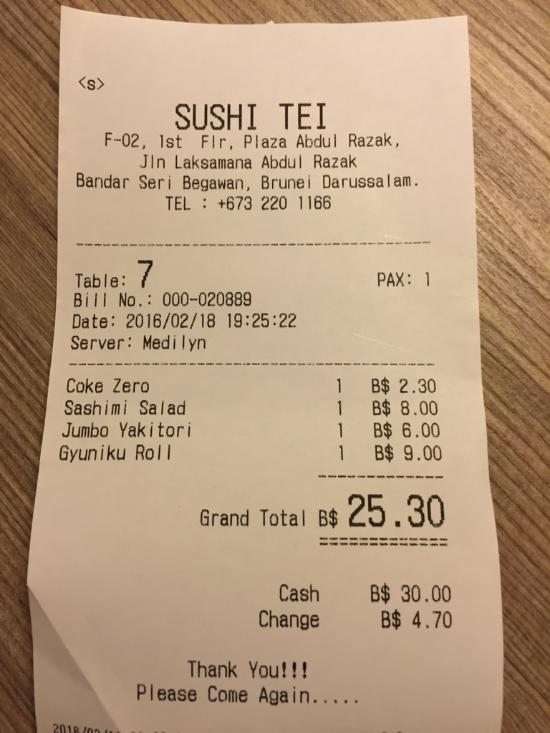 <s>
SUSHI TEI
F-02, 1st Flr, Plaza Abdul Razak,
Jln Laksamana Abdul Razak
Bandar Seri Begawan, Brunei Darussalam.
TEL : +673 220 1166
Table: 7 PAX: 1
Bill No.: 000-020889
Date: 2016/02/18 19:25:22
Server: Medilyn
Coke Zero 1 B$ 2.30
Sashimi Salad 1 B$ 8.00
Jumbo Yakitori 1 B$ 6.00
Gyuniku Roll 1 B$ 9.00
Grand Total B$ 25.30
Cash B$ 30.00
Change B$ 4.70
Thank You!!!
Please Come Again.....